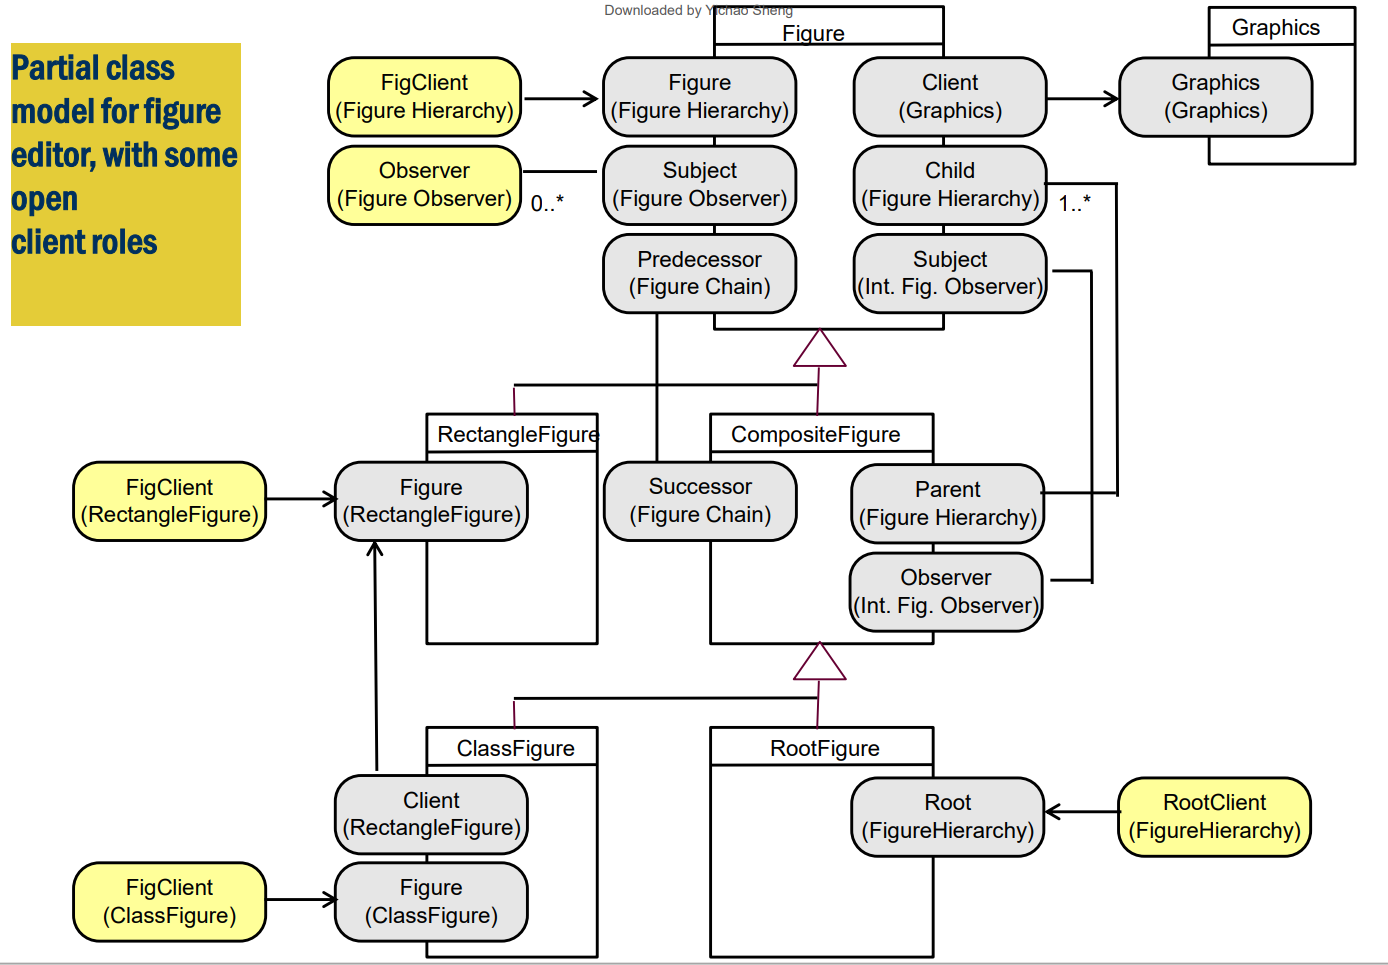 Downloaded by Yichao Sheng
Partial class
model for figure
editor, with some
open
client roles
Figure
Graphics
FigClient
(Figure Hierarchy)
Figure
(Figure Hierarchy)
Client
(Graphics)
Graphics
(Graphics)
Observer
(Figure Observer)
0..*
Subject
(Figure Observer)
Child
(Figure Hierarchy)
1..*
Predecessor
(Figure Chain)
Subject
(Int. Fig. Observer)
RectangleFigure
CompositeFigure
FigClient
(RectangleFigure)
Figure
(RectangleFigure)
Successor
(Figure Chain)
Parent
(Figure Hierarchy)
Observer
(Int. Fig. Observer)
ClassFigure
RootFigure
Client
(RectangleFigure)
Root
(FigureHierarchy)
RootClient
(FigureHierarchy)
FigClient
(ClassFigure)
Figure
(ClassFigure)